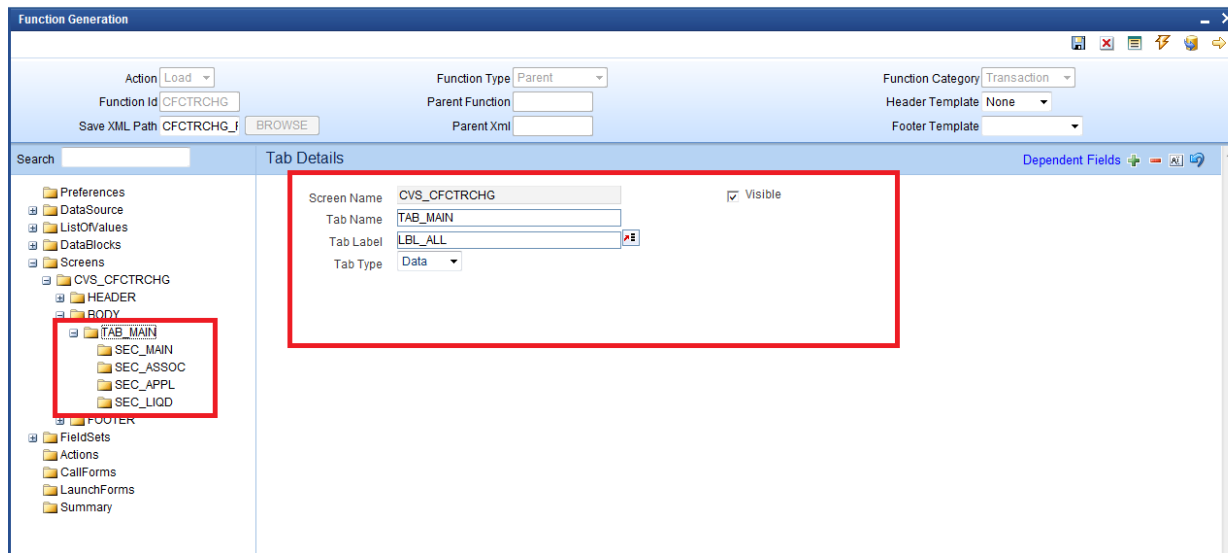 Function Generation
Action Load Function Type Parent Function Category Transaction
Function Id CFCTRCHG Parent Function Header Template None
Save XML Path CFCTRCHG_ BROWSE Parent Xml Footer Template
Search Tab Details Dependent Fields
Preferences
DataSource
ListOfValues
DataBlocks
Screens
CVS_CFCTRCHG
HEADER
BODY
TAB_MAIN
SEC_MAIN
SEC_ASSOC
SEC_APPL
SEC_LIQD
FOOTER
FieldSets
Actions
CallForms
LaunchForms
Summary
Screen Name CVS_CFCTRCHG Visible
Tab Name TAB_MAIN
Tab Label LBL_ALL
Tab Type Data